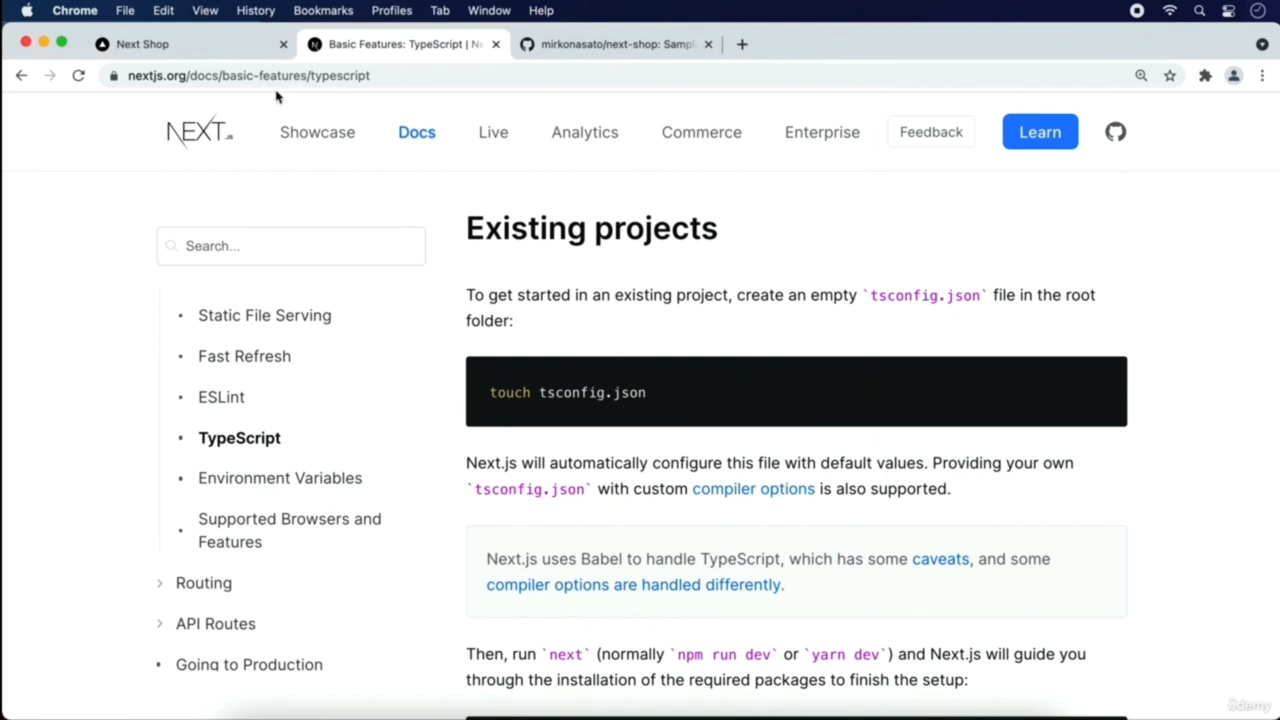 Chrome File Edit View History Bookmarks Profiles Tab Window Help
Next Shop
Basic Features: TypeScript | Ne
mirkonasato/next-shop: Sampl
nextjs.org/docs/basic-features/typescript
NEXT.JS Showcase Docs Live Analytics Commerce Enterprise Feedback Learn
Search...
Static File Serving
Fast Refresh
ESLint
TypeScript
Environment Variables
Supported Browsers and
Features
Routing
API Routes
Going to Production
Existing projects
To get started in an existing project, create an empty `tsconfig.json` file in the root
folder:
touch tsconfig.json
Next.js will automatically configure this file with default values. Providing your own
`tsconfig.json` with custom compiler options is also supported.
Next.js uses Babel to handle TypeScript, which has some caveats, and some
compiler options are handled differently.
Then, run `next` (normally `npm run dev` or `yarn dev`) and Next.js will guide you
through the installation of the required packages to finish the setup:
ûdemy